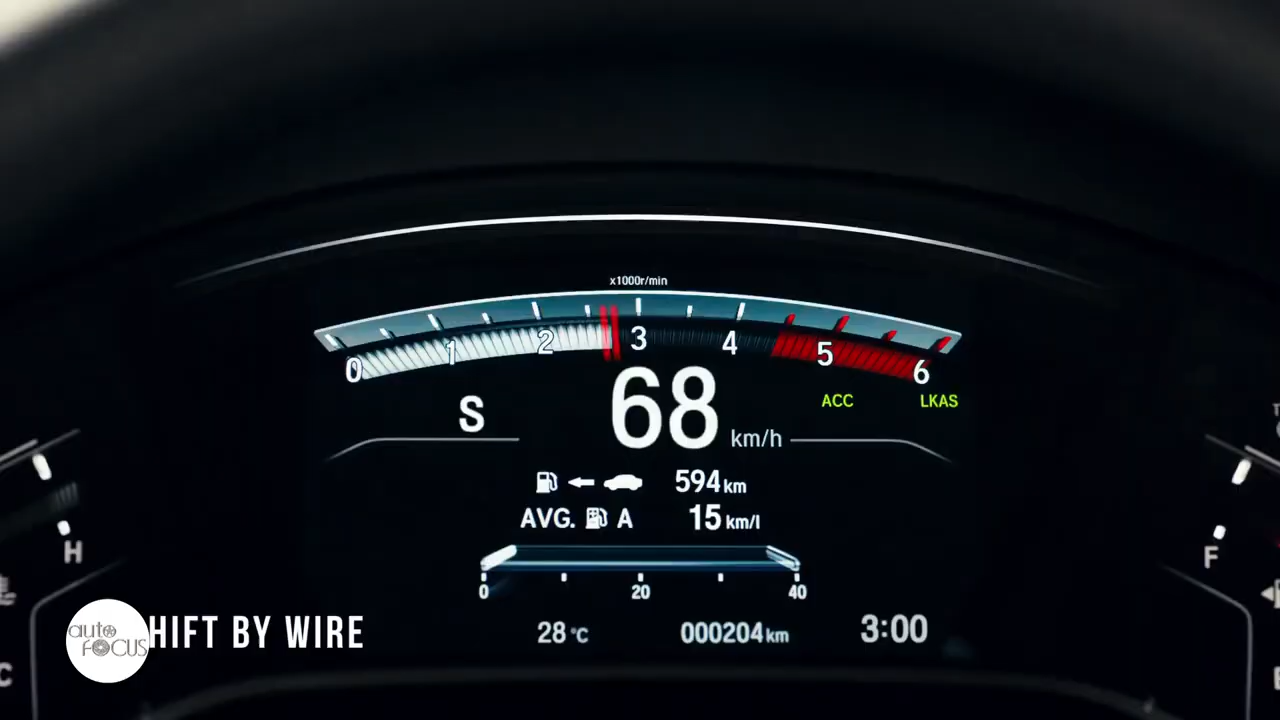 x1000r/min
0 1 2 3 4 5 6
S 68 km/h ACC LKAS
594 km
AVG. A 15 km/l
0 20 40
28°C 000204 km 3:00
H
F
C
auto FOCUS
HIFT BY WIRE